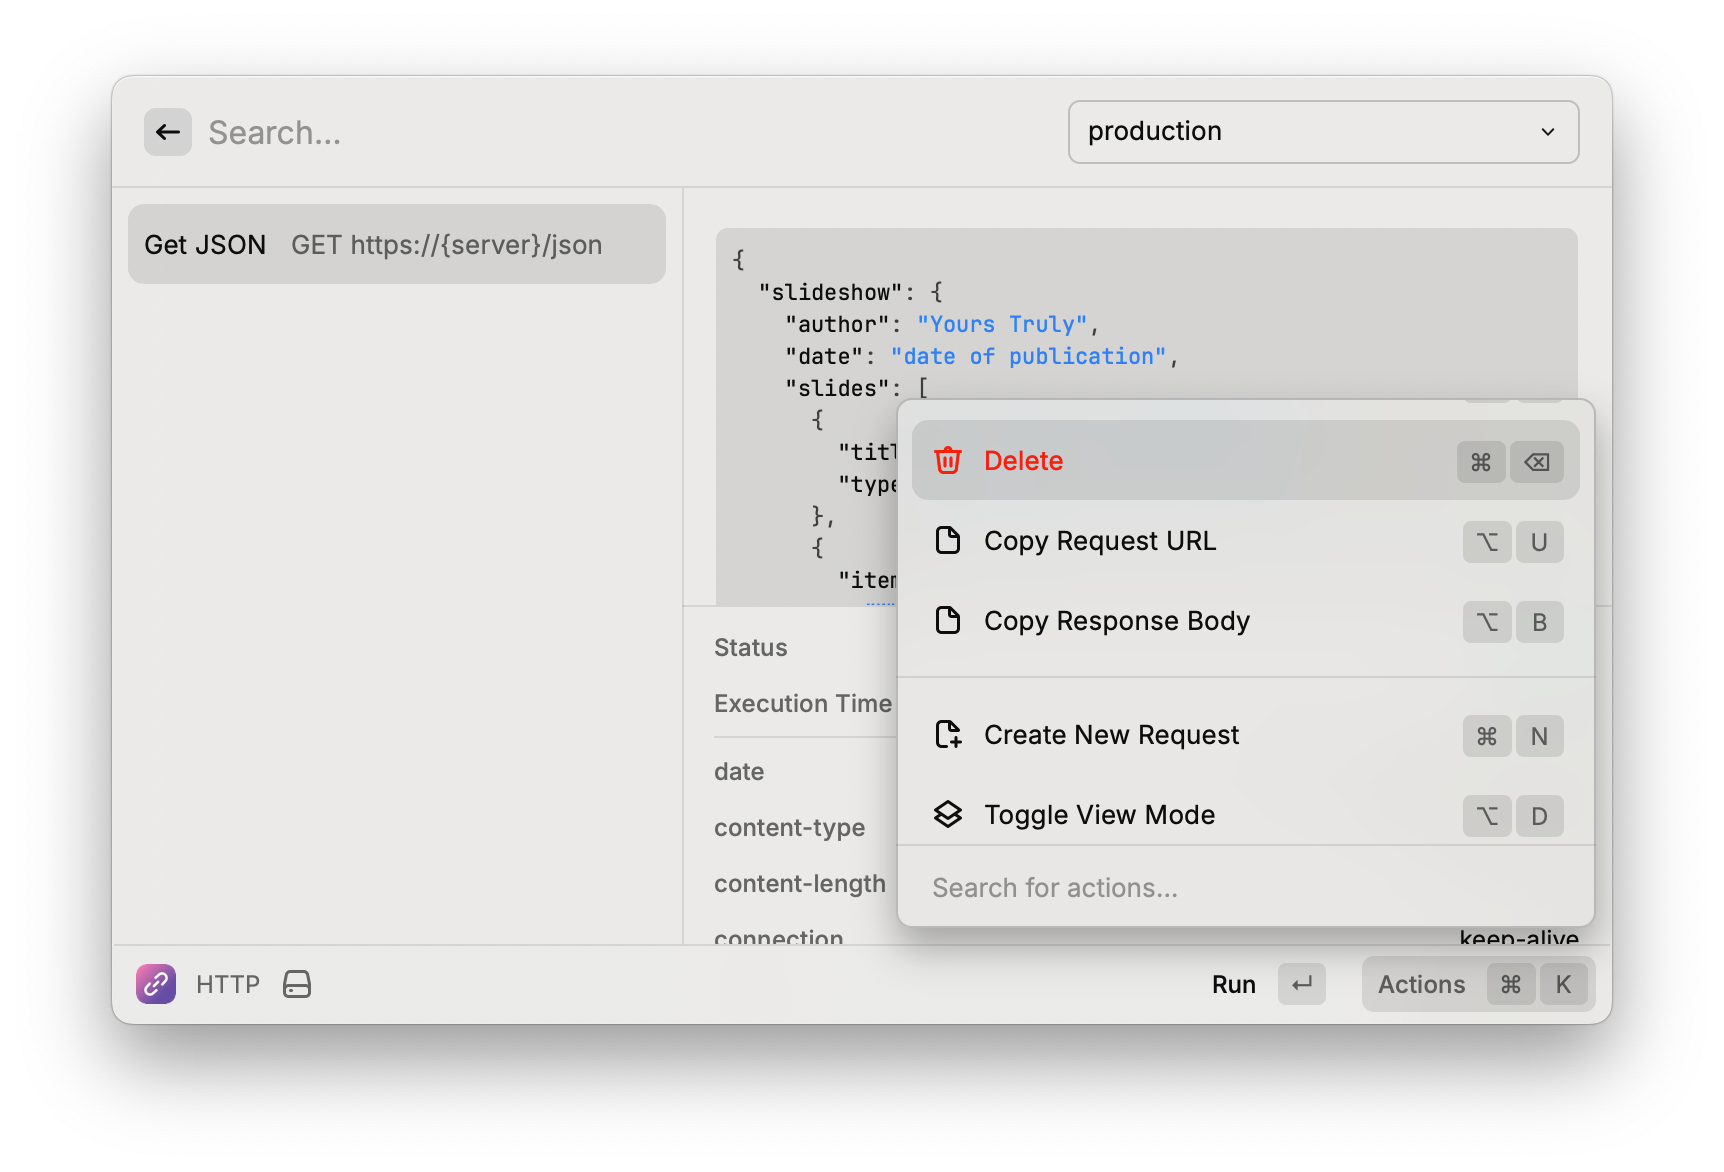 Search...
production
Get JSON GET https://{server}/json
{
"slideshow": {
"author": "Yours Truly",
"date": "date of publication",
"slides": [
{
"titl
"type
},
{
"item
Status
Execution Time
date
content-type
content-length
connection
keep-alive
Delete ⌘ ⌫
Copy Request URL ⌥ U
Copy Response Body ⌥ B
Create New Request ⌘ N
Toggle View Mode ⌥ D
Search for actions...
HTTP
Run ↵
Actions ⌘ K